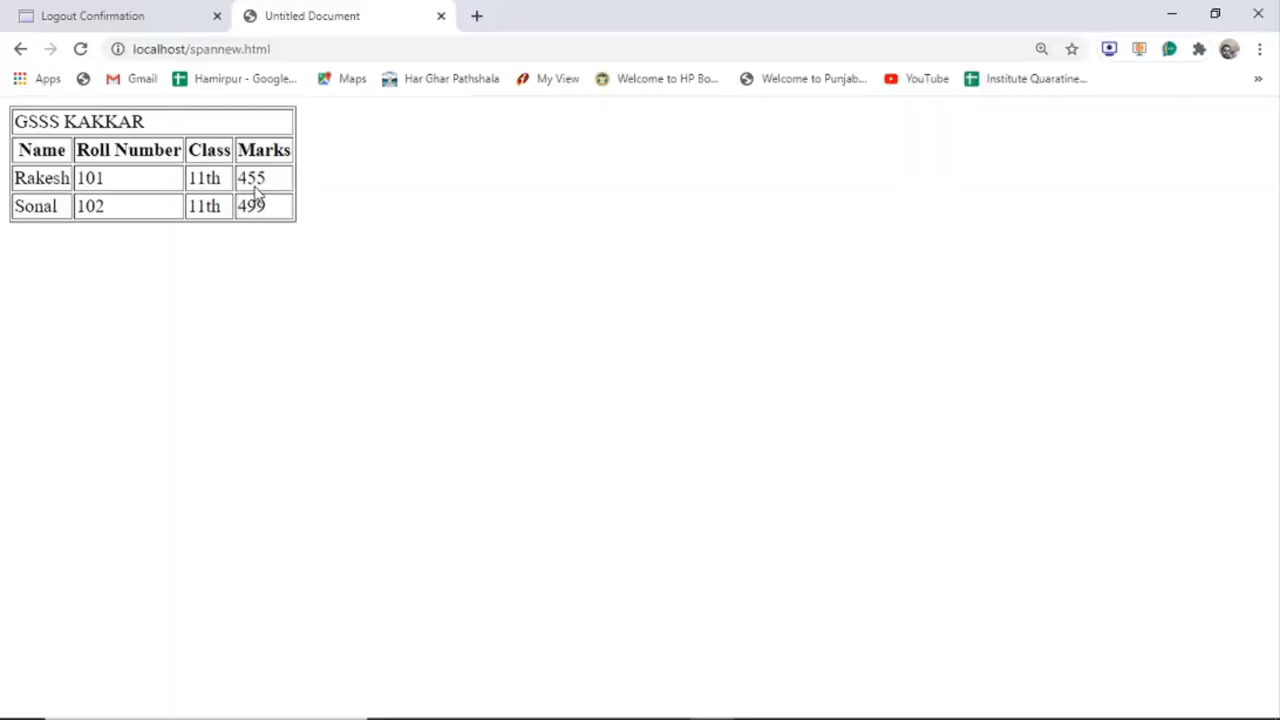 Logout Confirmation
Untitled Document
localhost/spannew.html
Apps Gmail Hamirpur - Google... Maps Har Ghar Pathshala My View Welcome to HP Bo... Welcome to Punjab... YouTube Institute Quaratine... »
GSSS KAKKAR
Name Roll Number Class Marks
Rakesh 101 11th 455
Sonal 102 11th 499